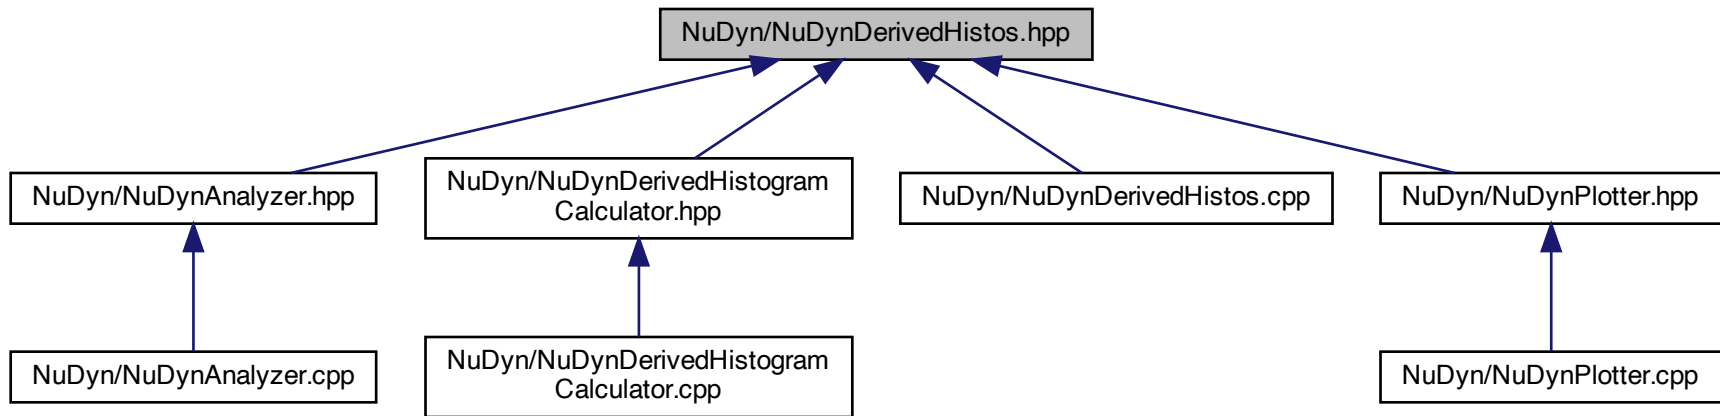 NuDyn/NuDynDerivedHistos.hpp
NuDyn/NuDynAnalyzer.hpp
NuDyn/NuDynDerivedHistogram
Calculator.hpp
NuDyn/NuDynDerivedHistos.cpp
NuDyn/NuDynPlotter.hpp
NuDyn/NuDynAnalyzer.cpp
NuDyn/NuDynDerivedHistogram
Calculator.cpp
NuDyn/NuDynPlotter.cpp